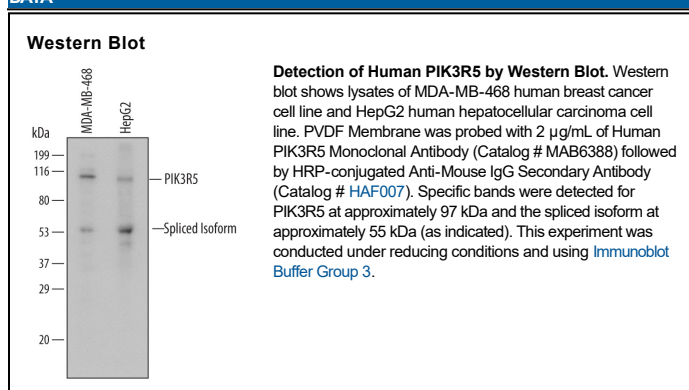 DATA
Western Blot
MDA-MB-468
HepG2
kDa
199
116
80
53
37
29
20
PIK3R5
Spliced Isoform
Detection of Human PIK3R5 by Western Blot. Western
blot shows lysates of MDA-MB-468 human breast cancer
cell line and HepG2 human hepatocellular carcinoma cell
line. PVDF Membrane was probed with 2 µg/mL of Human
PIK3R5 Monoclonal Antibody (Catalog # MAB6388) followed
by HRP-conjugated Anti-Mouse IgG Secondary Antibody
(Catalog # HAF007). Specific bands were detected for
PIK3R5 at approximately 97 kDa and the spliced isoform at
approximately 55 kDa (as indicated). This experiment was
conducted under reducing conditions and using Immunoblot
Buffer Group 3.